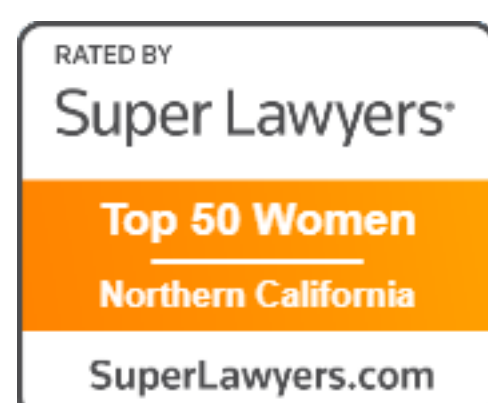 RATED BY
Super Lawyers®
Top 50 Women
Northern California
SuperLawyers.com